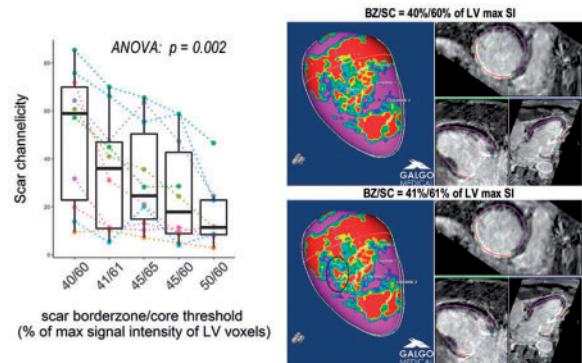 ANOVA: p = 0.002
Scar channelicity
80
60
40
20
40/60
41/61
45/65
45/60
50/60
scar borderzone/core threshold
(% of max signal intensity of LV voxels)
BZ/SC = 40%/60% of LV max SI
GALGO
MEDICAL
BZ/SC = 41%/61% of LV max SI
GALGO
MEDICAL